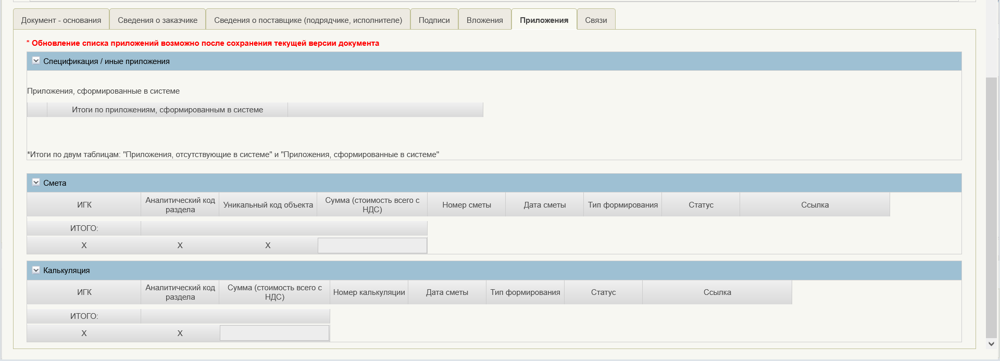 Документ - основания
Сведения о заказчике
Сведения о поставщике (подрядчике, исполнителе)
Подписи
Вложения
Приложения
Связи
* Обновление списка приложений возможно после сохранения текущей версии документа
Спецификация / иные приложения
Приложения, сформированные в системе
Итоги по приложениям, сформированным в системе
*Итоги по двум таблицам: "Приложения, отсутствующие в системе" и "Приложения, сформированные в системе"
Смета
ИГК
Аналитический код
раздела
Уникальный код объекта
Сумма (стоимость всего с
НДС)
Номер сметы
Дата сметы
Тип формирования
Статус
Ссылка
ИТОГО:
X
X
X
Калькуляция
ИГК
Аналитический код
раздела
Сумма (стоимость всего с
НДС)
Номер калькуляции
Дата сметы
Тип формирования
Статус
Ссылка
ИТОГО:
X
X